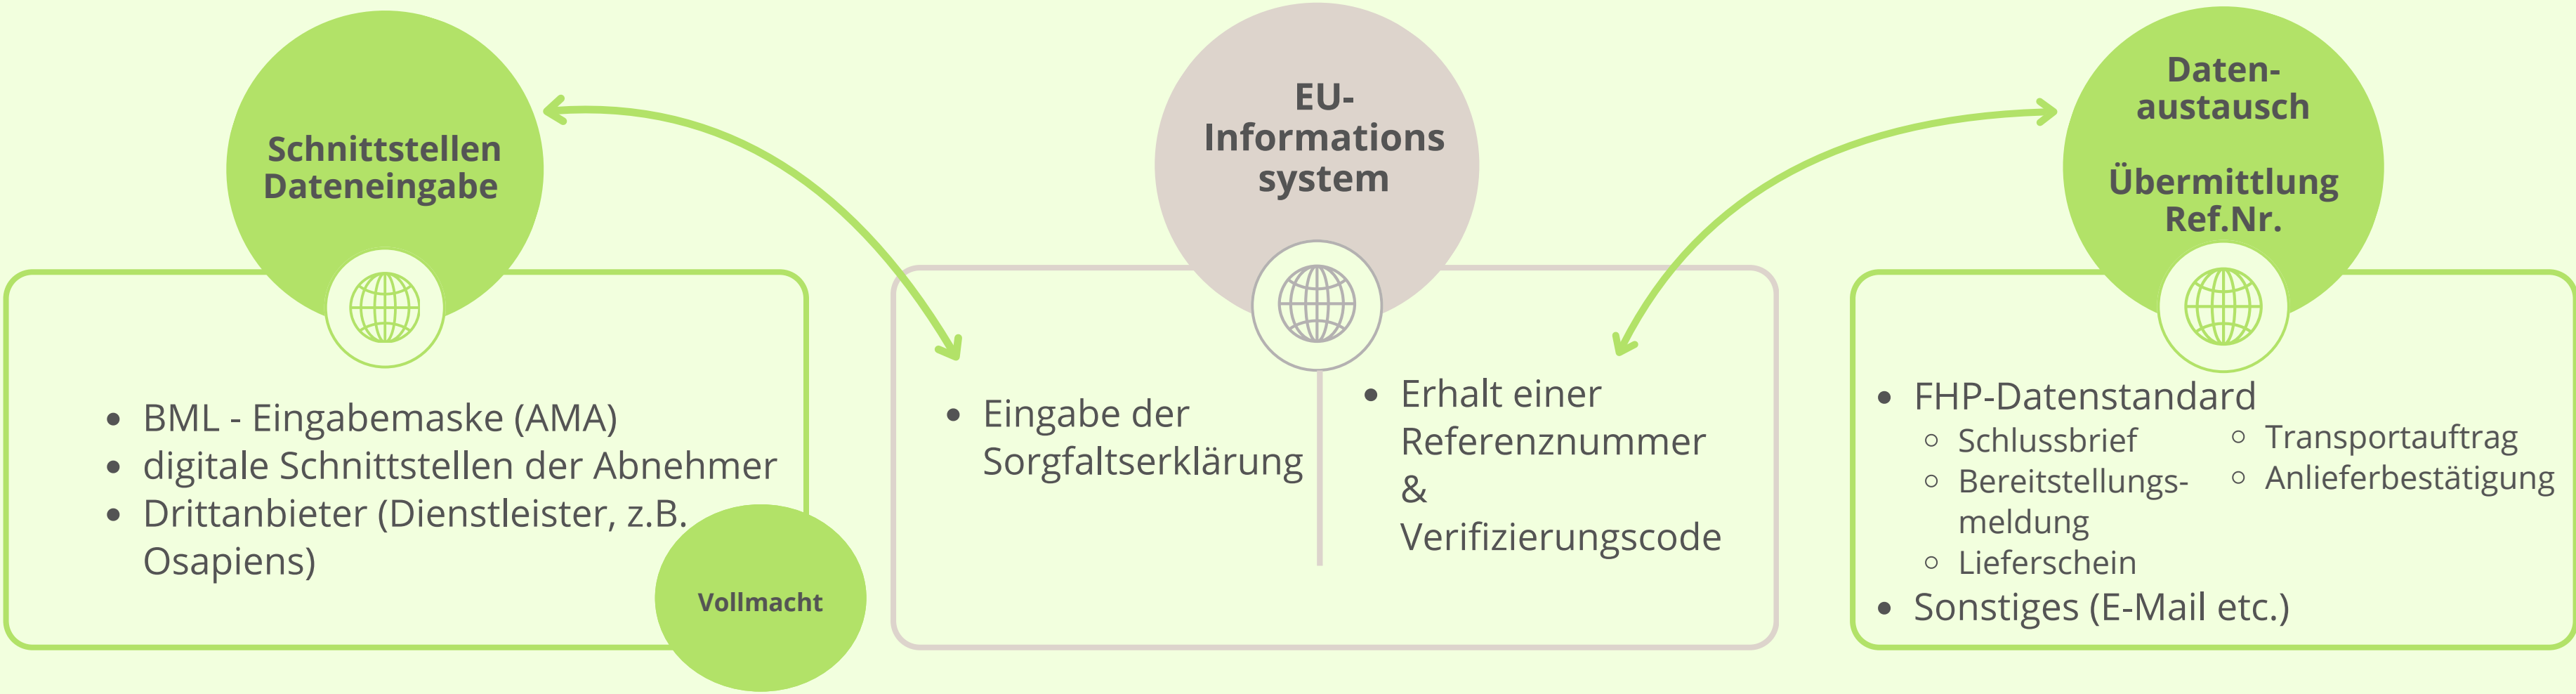 Schnittstellen
Dateneingabe
BML - Eingabemaske (AMA)
digitale Schnittstellen der Abnehmer
Drittanbieter (Dienstleister, z.B.
Osapiens)
Vollmacht
EU-
Informations
system
Eingabe der
Sorgfaltserklärung
Erhalt einer
Referenznummer
&
Verifizierungscode
Daten-
austausch
Übermittlung
Ref.Nr.
FHP-Datenstandard
Schlussbrief
Bereitstellungs-
meldung
Lieferschein
Transportauftrag
Anlieferbestätigung
Sonstiges (E-Mail etc.)